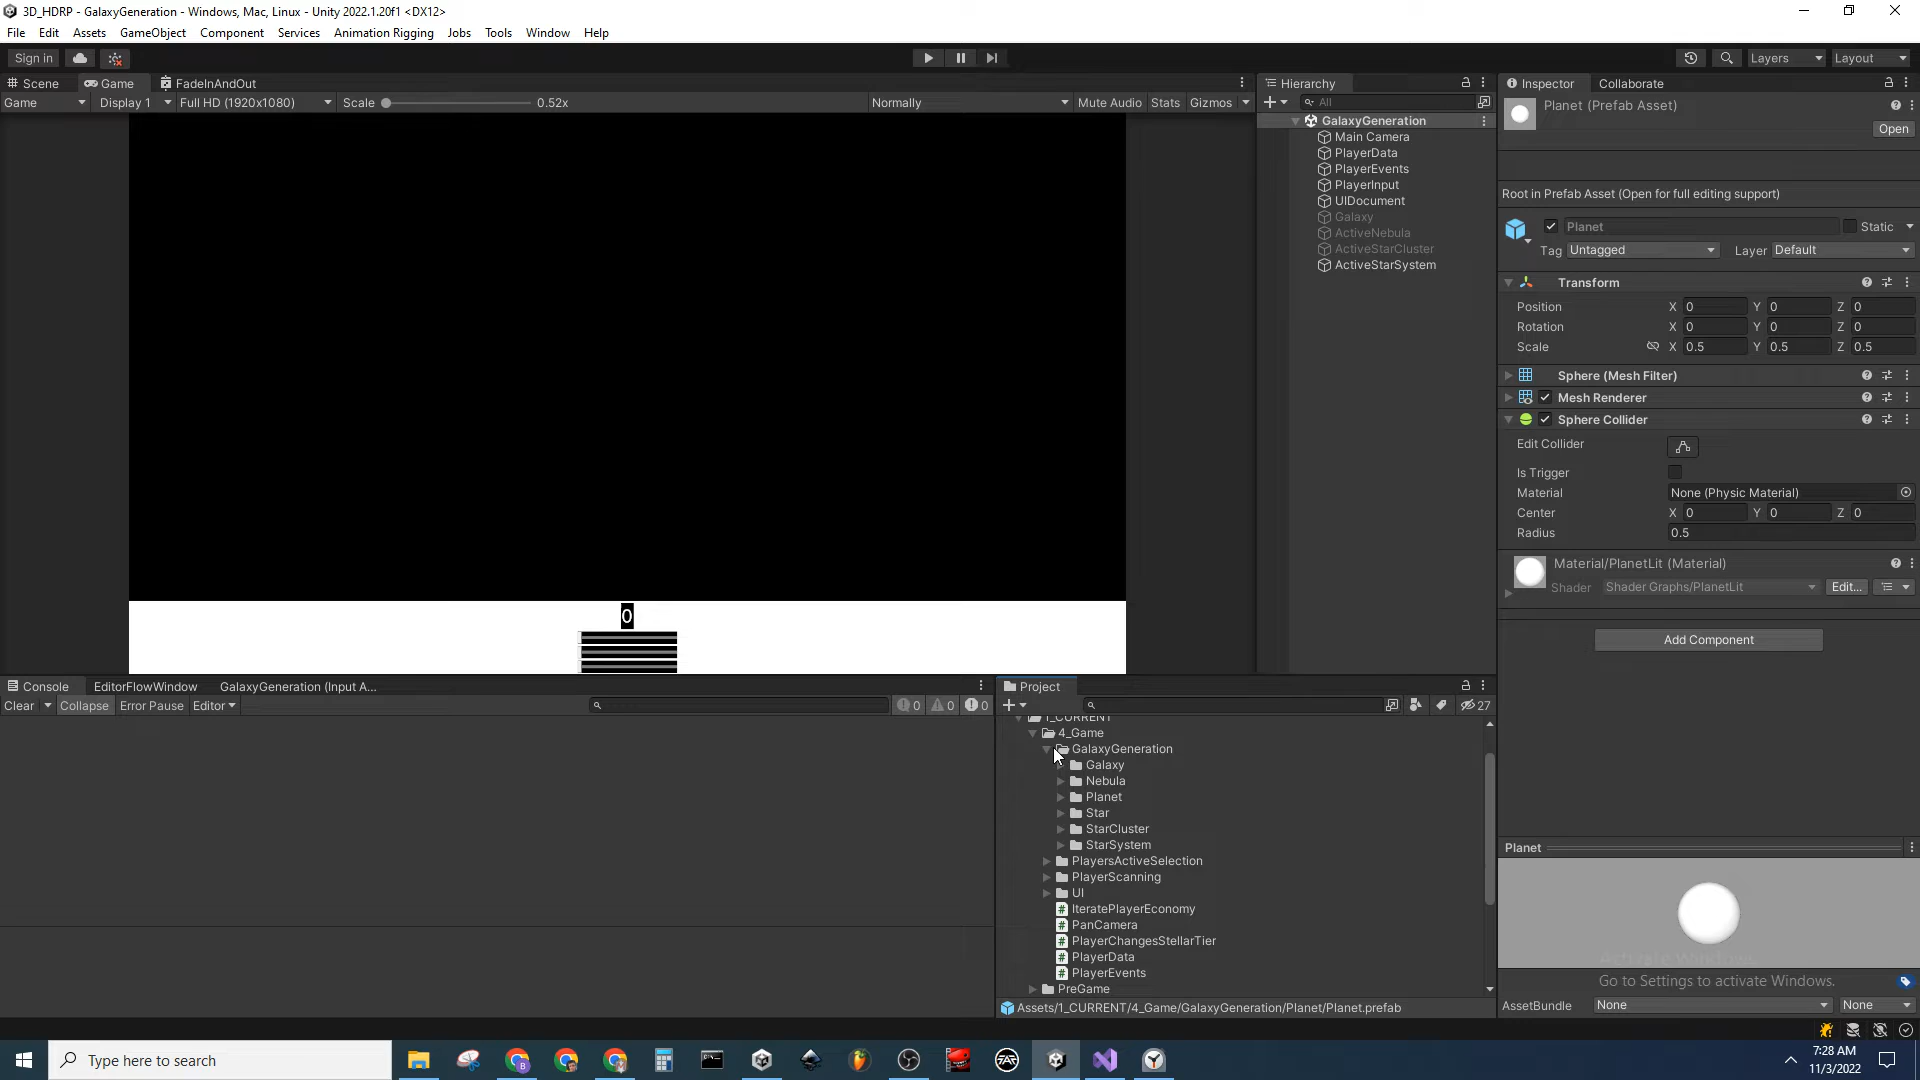 3D_HDRP - GalaxyGeneration - Windows, Mac, Linux - Unity 2022.1.20f1 <DX12>
File Edit Assets GameObject Component Services Animation Rigging Jobs Tools Window Help
Sign in
Layers Layout
Scene Game FadeInAndOut
Game Display 1 Full HD (1920x1080) Scale 0.52x Normally Mute Audio Stats Gizmos
0
Hierarchy
All
GalaxyGeneration
Main Camera
PlayerData
PlayerEvents
PlayerInput
UIDocument
Galaxy
ActiveNebula
ActiveStarCluster
ActiveStarSystem
Inspector Collaborate
Planet (Prefab Asset)
Open
Root in Prefab Asset (Open for full editing support)
Planet Static
Tag Untagged Layer Default
Transform
Position X 0 Y 0 Z 0
Rotation X 0 Y 0 Z 0
Scale X 0.5 Y 0.5 Z 0.5
Sphere (Mesh Filter)
Mesh Renderer
Sphere Collider
Edit Collider
Is Trigger
Material None (Physic Material)
Center X 0 Y 0 Z 0
Radius 0.5
Material/PlanetLit (Material)
Shader Shader Graphs/PlanetLit Edit...
Add Component
Planet
Activate Windows
Go to Settings to activate Windows.
AssetBundle None None
Console EditorFlowWindow GalaxyGeneration (Input A...
Clear Collapse Error Pause Editor 0 0 0
Project
27
1_CURRENT
4_Game
GalaxyGeneration
Galaxy
Nebula
Planet
Star
StarCluster
StarSystem
PlayersActiveSelection
PlayerScanning
UI
IteratePlayerEconomy
PanCamera
PlayerChangesStellarTier
PlayerData
PlayerEvents
PreGame
Assets/1_CURRENT/4_Game/GalaxyGeneration/Planet/Planet.prefab
Type here to search
7:28 AM
11/3/2022